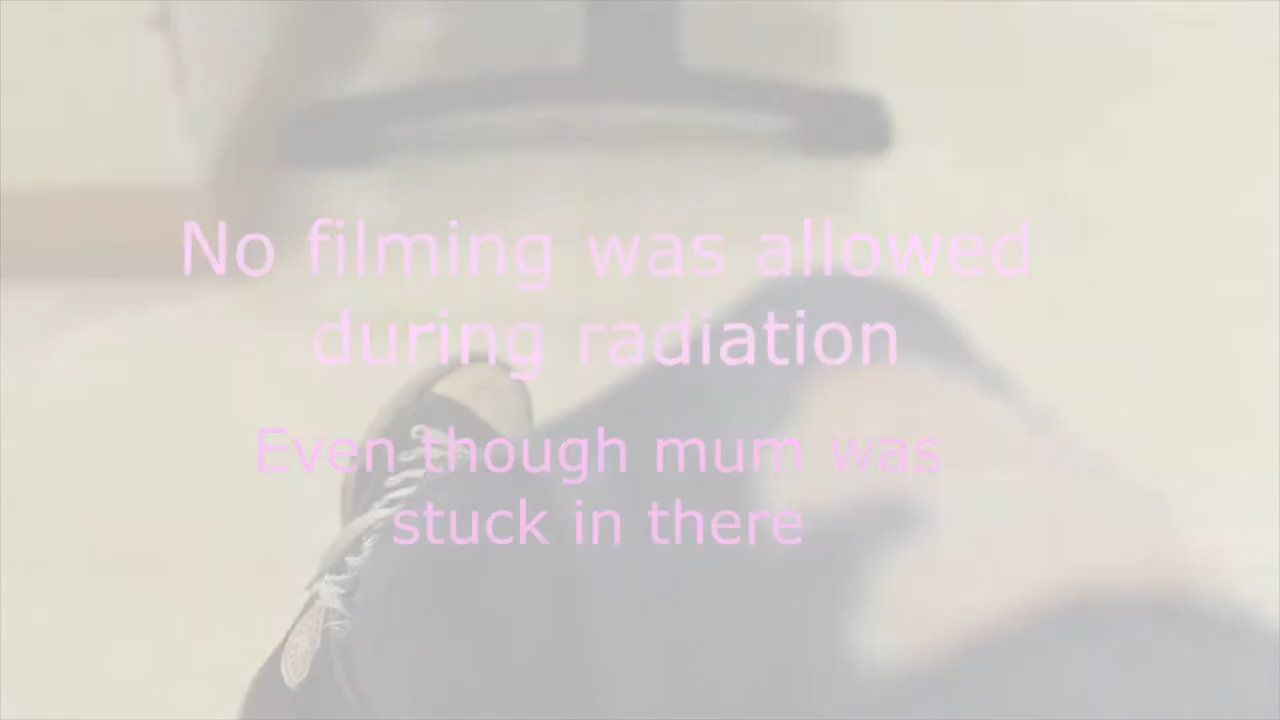 No filming was allowed
during radiation
Even though mum was
stuck in there